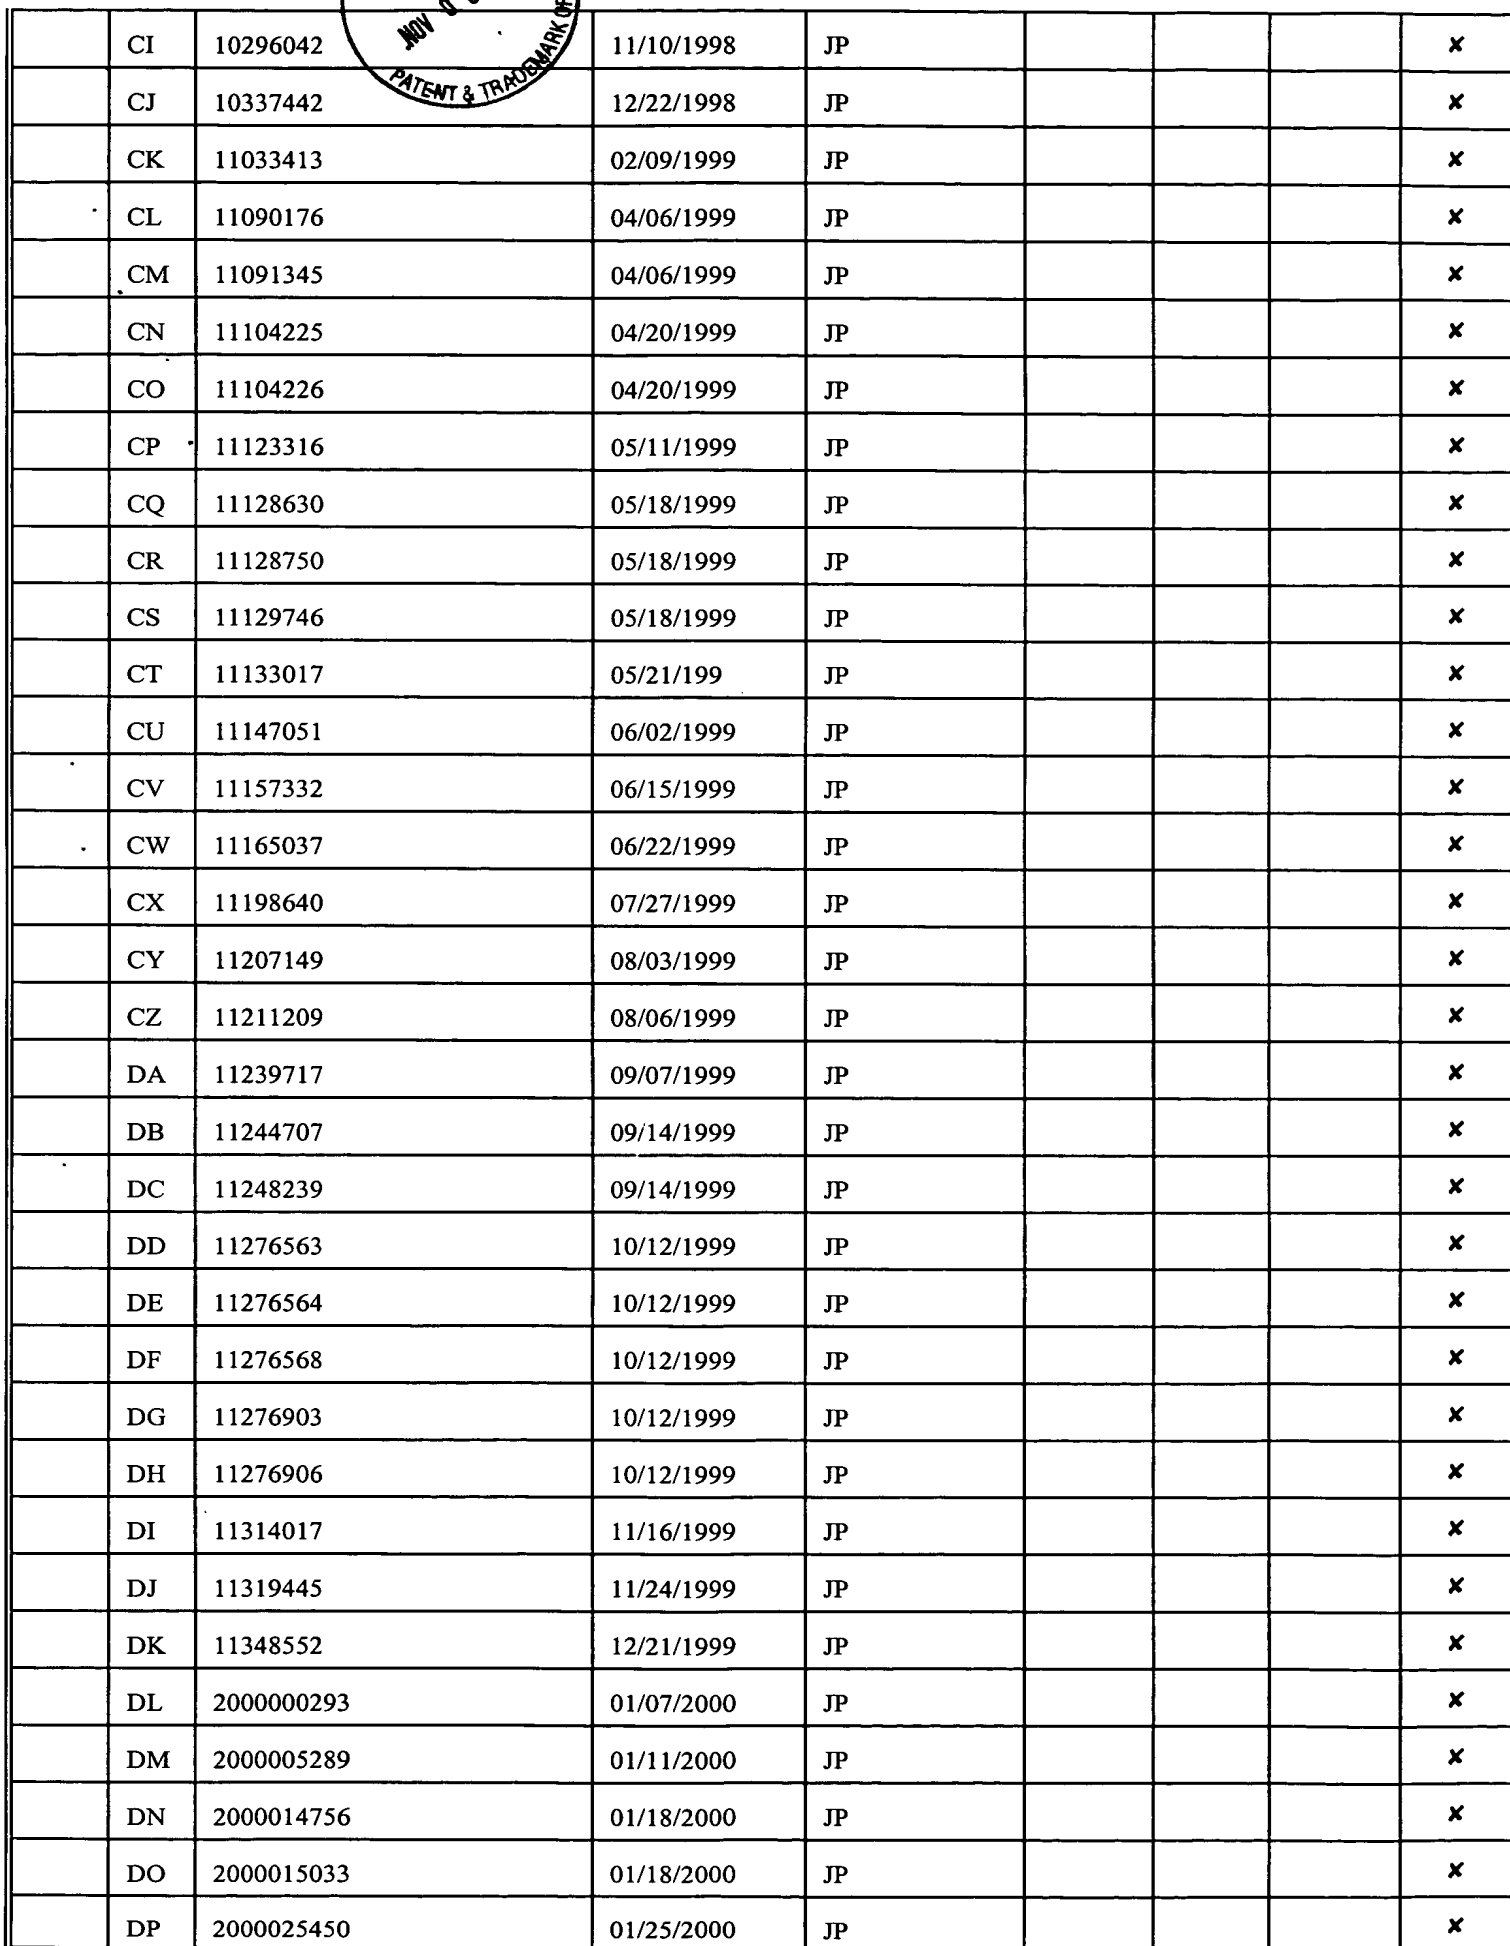 NOV
PATENT & TRADEMARK OF
CI 10296042 11/10/1998 JP ✘
CJ 10337442 12/22/1998 JP ✘
CK 11033413 02/09/1999 JP ✘
CL 11090176 04/06/1999 JP ✘
CM 11091345 04/06/1999 JP ✘
CN 11104225 04/20/1999 JP ✘
CO 11104226 04/20/1999 JP ✘
CP 11123316 05/11/1999 JP ✘
CQ 11128630 05/18/1999 JP ✘
CR 11128750 05/18/1999 JP ✘
CS 11129746 05/18/1999 JP ✘
CT 11133017 05/21/199 JP ✘
CU 11147051 06/02/1999 JP ✘
CV 11157332 06/15/1999 JP ✘
CW 11165037 06/22/1999 JP ✘
CX 11198640 07/27/1999 JP ✘
CY 11207149 08/03/1999 JP ✘
CZ 11211209 08/06/1999 JP ✘
DA 11239717 09/07/1999 JP ✘
DB 11244707 09/14/1999 JP ✘
DC 11248239 09/14/1999 JP ✘
DD 11276563 10/12/1999 JP ✘
DE 11276564 10/12/1999 JP ✘
DF 11276568 10/12/1999 JP ✘
DG 11276903 10/12/1999 JP ✘
DH 11276906 10/12/1999 JP ✘
DI 11314017 11/16/1999 JP ✘
DJ 11319445 11/24/1999 JP ✘
DK 11348552 12/21/1999 JP ✘
DL 2000000293 01/07/2000 JP ✘
DM 2000005289 01/11/2000 JP ✘
DN 2000014756 01/18/2000 JP ✘
DO 2000015033 01/18/2000 JP ✘
DP 2000025450 01/25/2000 JP ✘